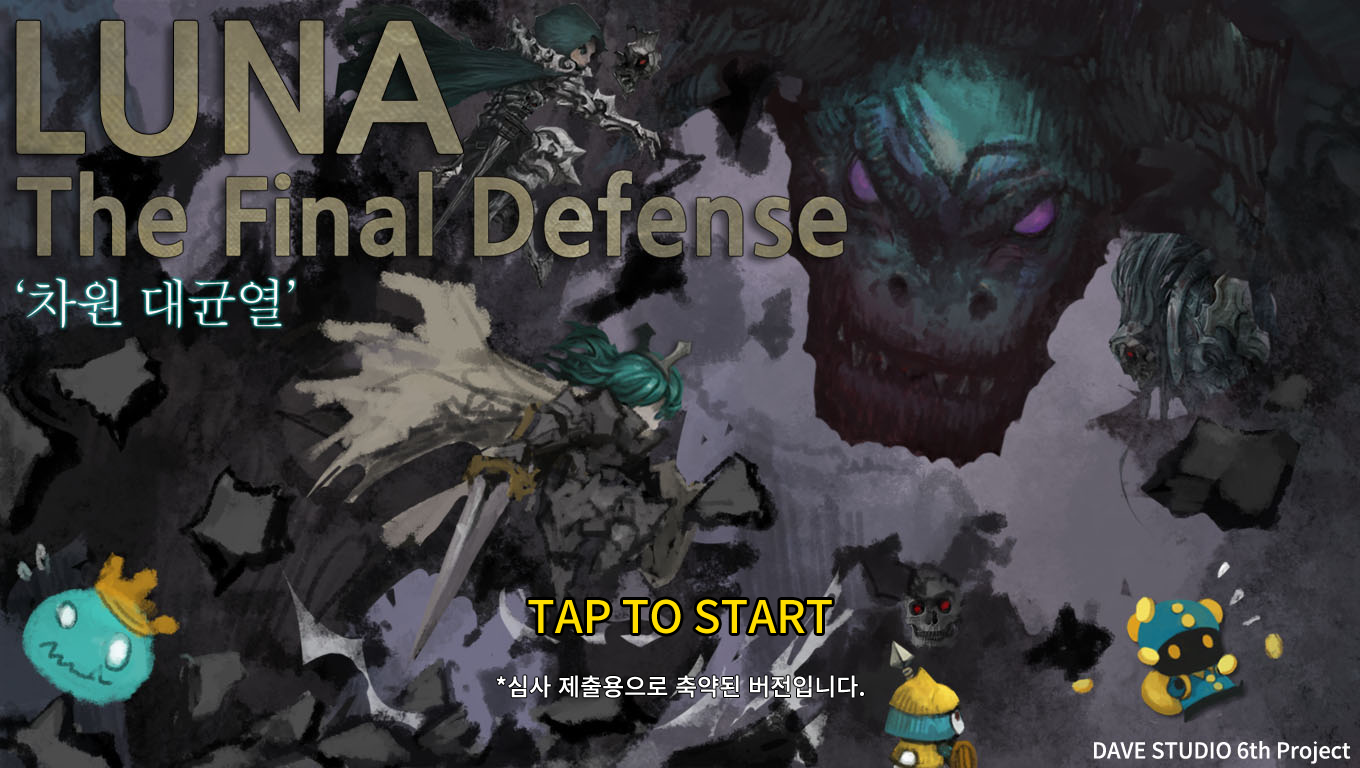 LUNA
The Final Defense
‘차원 대균열’
TAP TO START
*심사 제출용으로 축약된 버전입니다.
DAVE STUDIO 6th Project